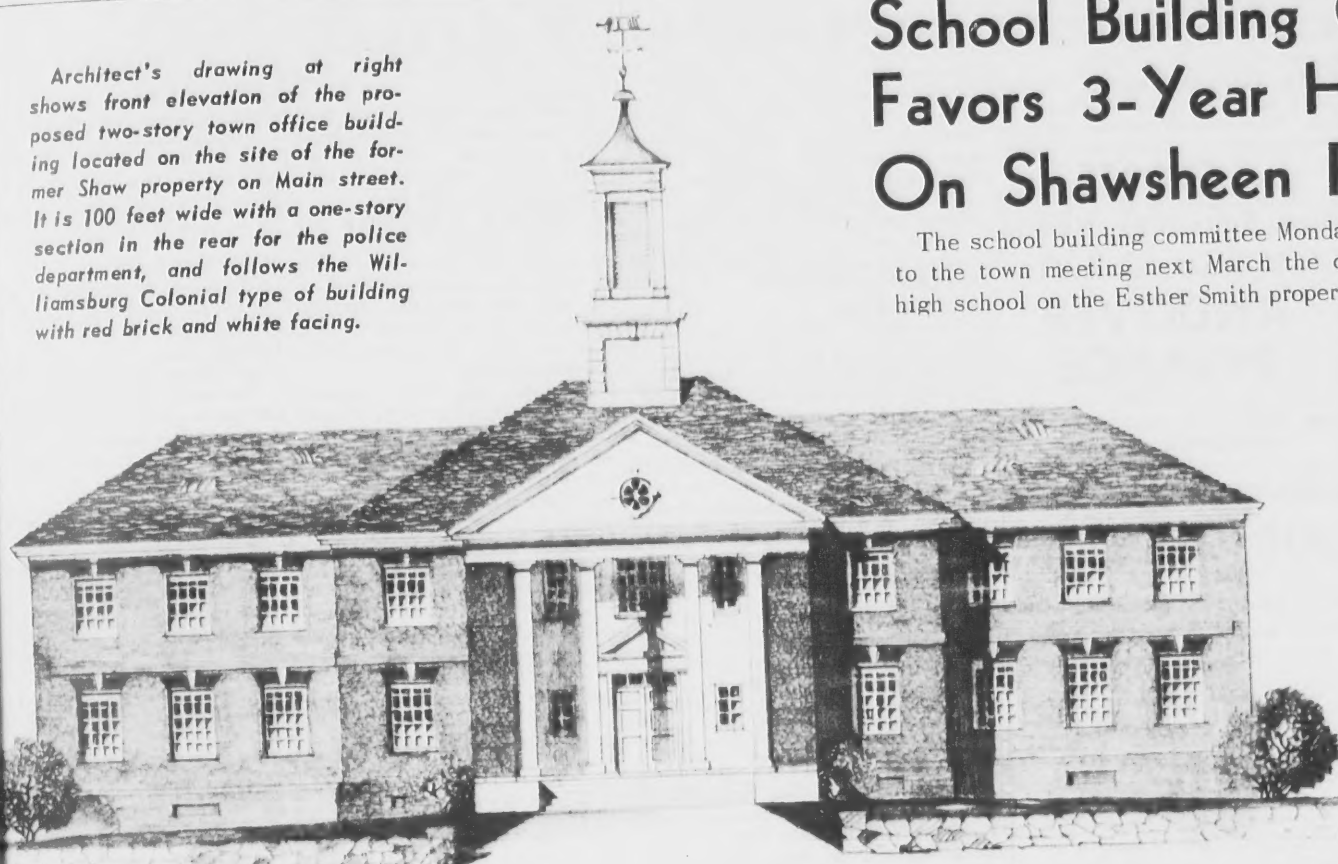 Architect's drawing at right
shows front elevation of the pro-
posed two-story town office build-
ing located on the site of the for-
mer Shaw property on Main street.
It is 100 feet wide with a one-story
section in the rear for the police
department, and follows the Wil-
liamsburg Colonial type of building
with red brick and white facing.
School Building
Favors 3-Year
On Shawsheen
The school building committee
to the town meeting next March the
high school on the Esther Smith